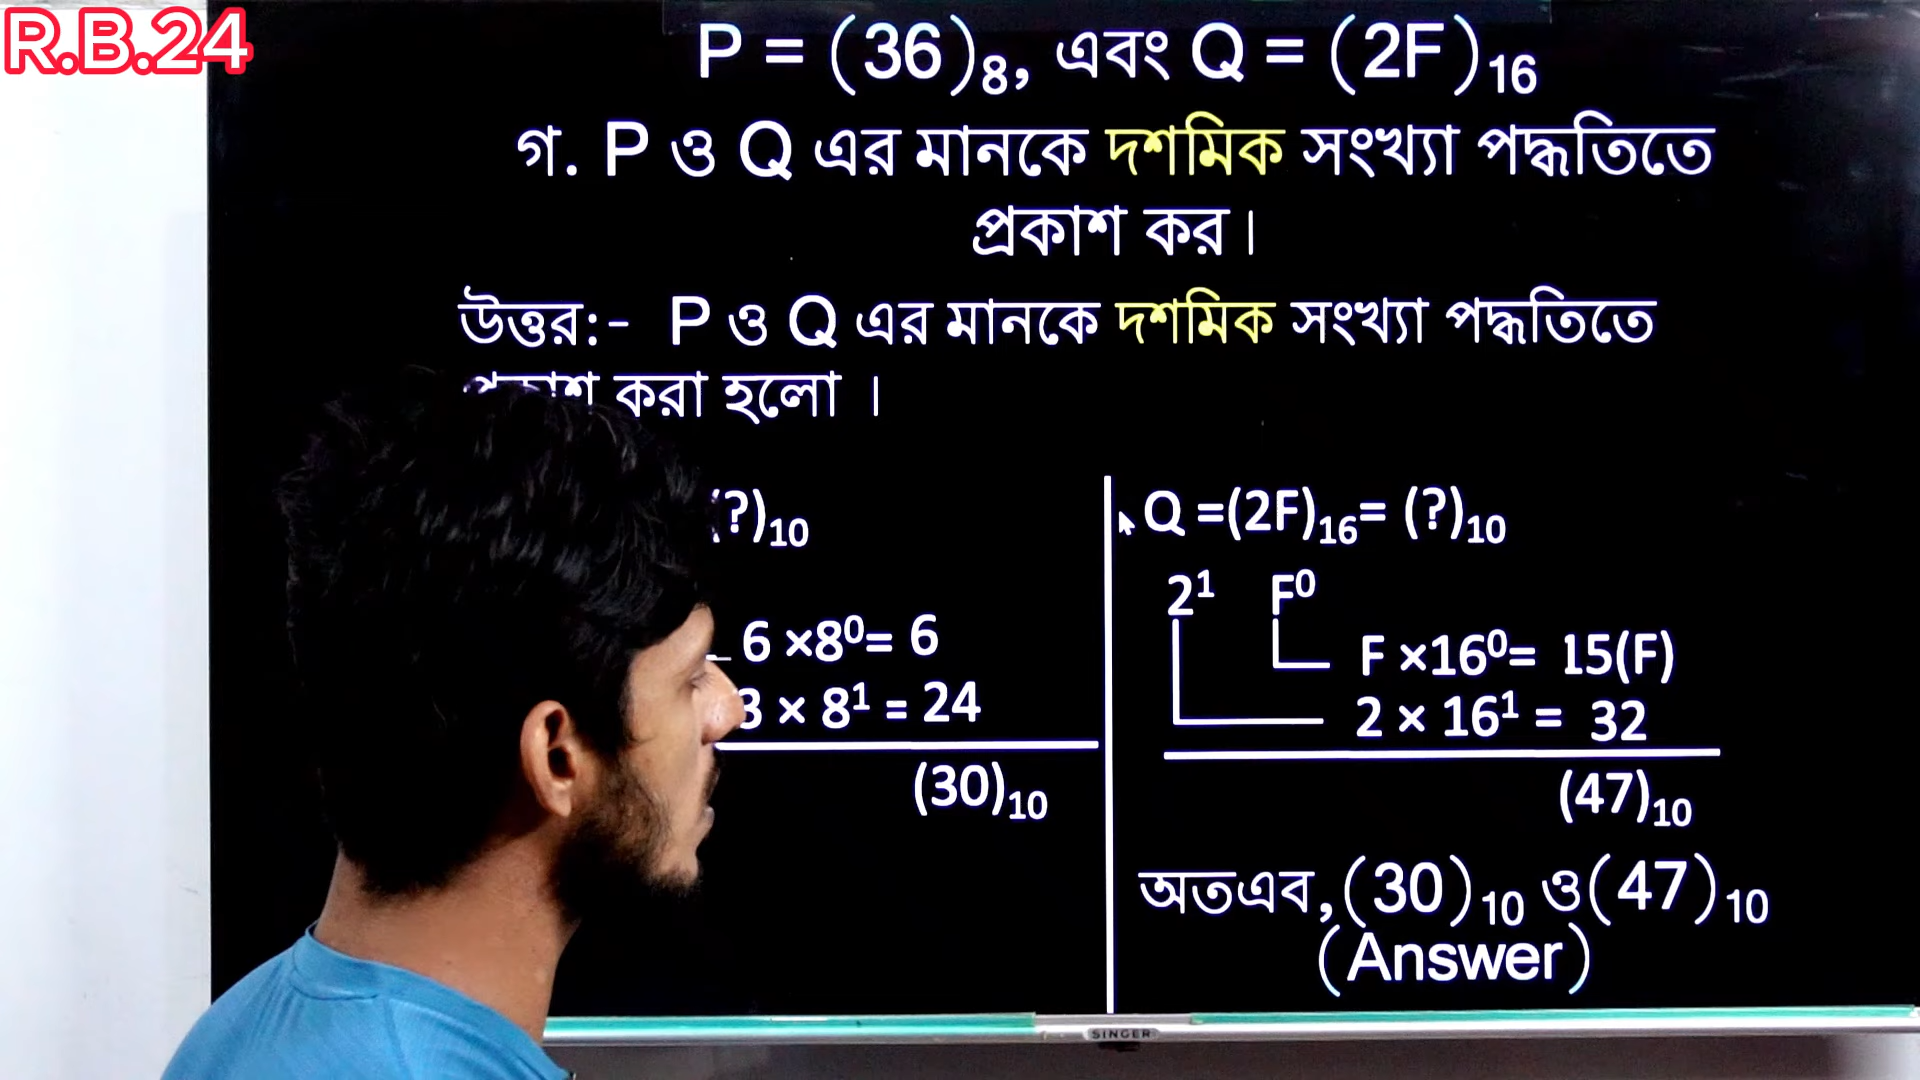 R.B.24
P = (36)₈, এবং Q = (2F)₁₆
গ. P ও Q এর মানকে দশমিক সংখ্যা পদ্ধতিতে
প্রকাশ কর।
উত্তর:- P ও Q এর মানকে দশমিক সংখ্যা পদ্ধতিতে
করা হলো ।
(?)₁₀
6 ×8⁰= 6
3 × 8¹ = 24
(30)₁₀
Q =(2F)₁₆= (?)₁₀
2¹ F⁰
F ×16⁰= 15(F)
2 × 16¹ = 32
(47)₁₀
অতএব,(30)₁₀ ও(47)₁₀
(Answer)
SINGER